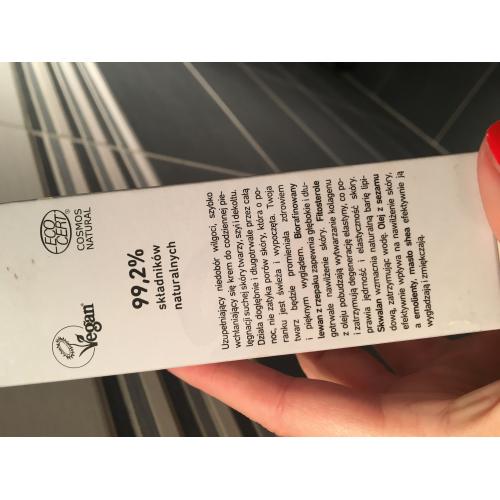 Vegan
ECO
CERT
COSMOS
NATURAL
99,2%
składników
naturalnych
Uzupełniający niedobór wilgoci, szybko
wchłaniający się krem do codziennej pie-
lęgnacji suchej skóry twarzy, szyi i dekoltu.
Działa dogłębnie i długotrwale przez całą
noc, nie zatyka porów skóry, która o po-
ranku jest świeża i wypoczęta. Twoja
twarz będzie promieniała zdrowiem
i pięknym wyglądem. Biorafinowany
lewan z rzepaku zapewnia głębokie i dłu-
gotrwałe nawilżenie skóry. Fitosterole
z oleju pobudzają wytwarzanie kolagenu
i zatrzymują degenerację elastyny, co po-
prawia jędrność i elastyczność skóry.
Skwalan wzmacnia naturalną barię lipi-
dową, zatrzymując wodę. Olej z sezamu
efektywnie wpływa na nawilżenie skóry,
a emolienty, masło shea efektywnie ją
wygładzają i zmiękczają.